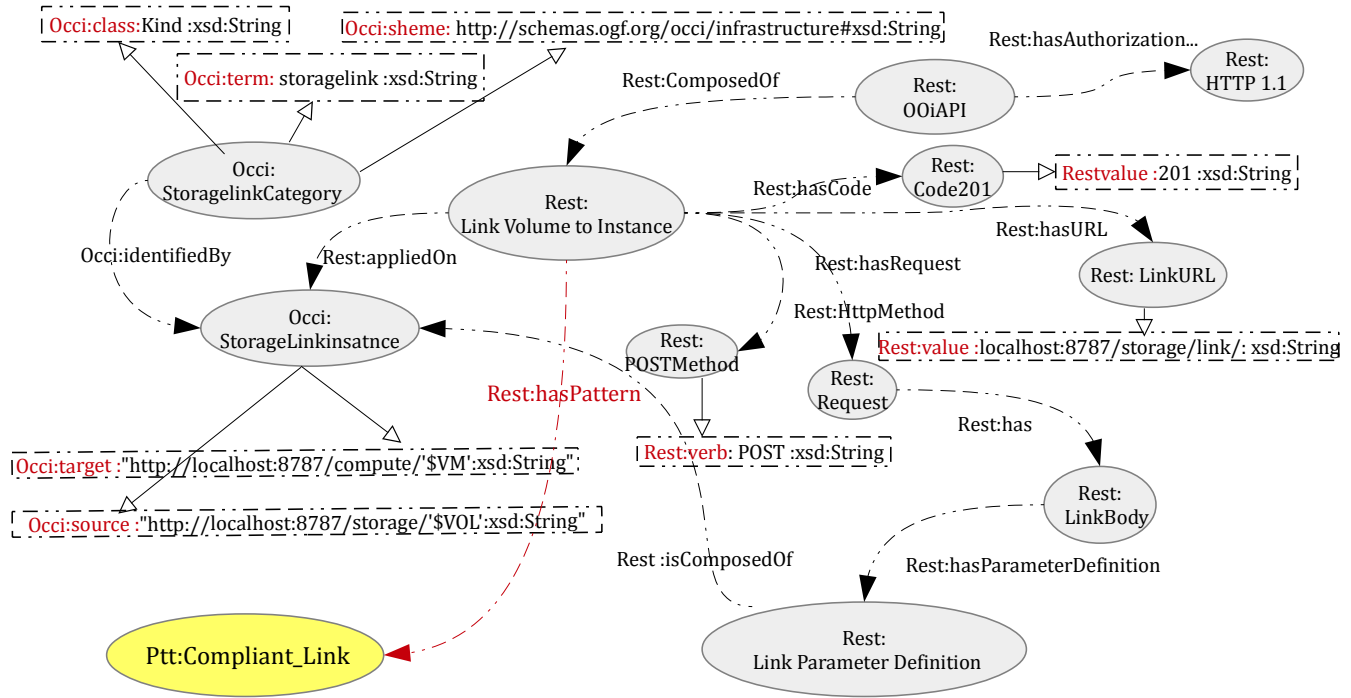 Occi:class:Kind :xsd:String
Occi:sheme: http://schemas.ogf.org/occi/infrastructure#xsd:String
Rest:hasAuthorization...
Occi:term: storagelink :xsd:String
Rest:ComposedOf
Rest:
OOiAPI
Rest:
HTTP 1.1
Occi:
StoragelinkCategory
Rest:
Link Volume to Instance
Rest:hasCode
Rest:
Code201
Restvalue :201 :xsd:String
Occi:identifiedBy
Rest:appliedOn
Rest:hasRequest
Rest:hasURL
Rest: LinkURL
Occi:
StorageLinkinsatnce
Rest:HttpMethod
Rest:
POSTMethod
Rest:value :localhost:8787/storage/link/: xsd:String
Rest:
Request
Rest:hasPattern
Rest:has
Rest:verb: POST :xsd:String
Occi:target :"http://localhost:8787/compute/'$VM':xsd:String"
Occi:source :"http://localhost:8787/storage/'$VOL':xsd:String"
Rest:
LinkBody
Rest :isComposedOf
Rest:hasParameterDefinition
Ptt:Compliant_Link
Rest:
Link Parameter Definition